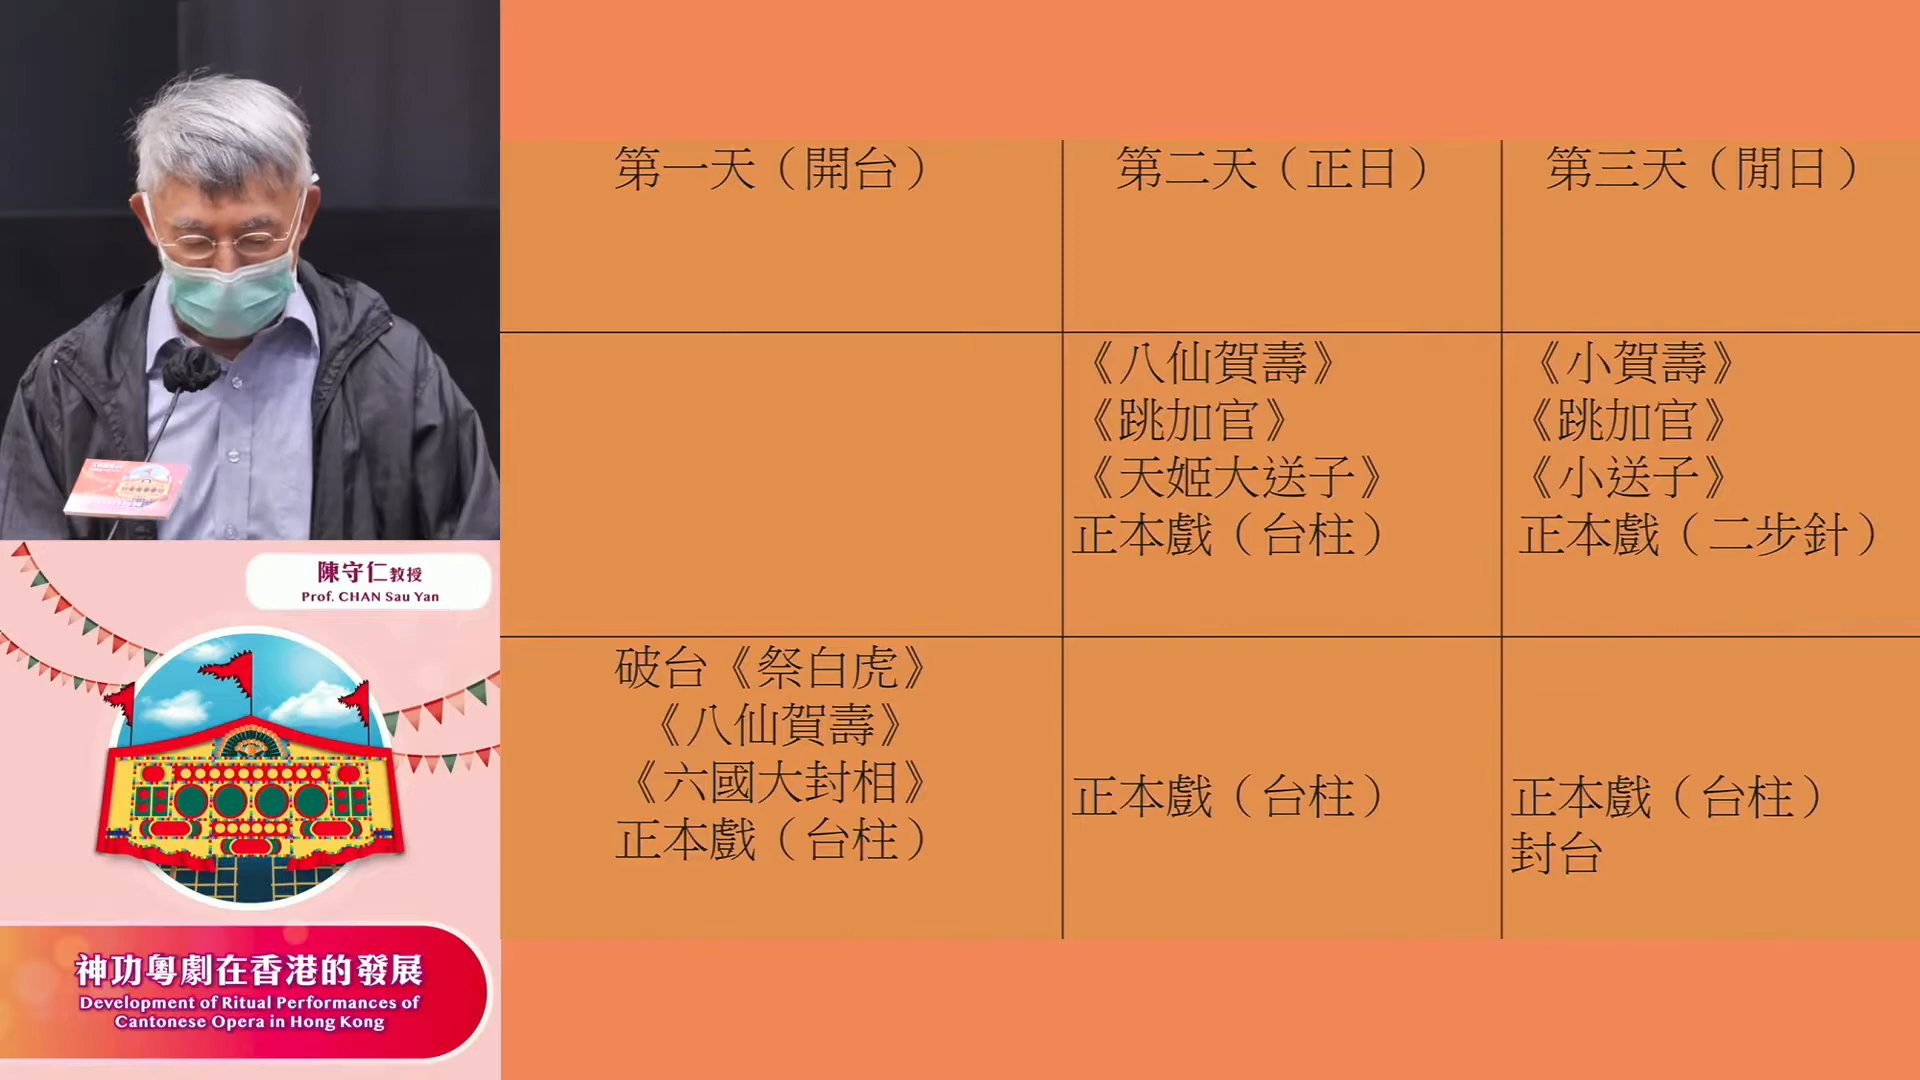 第一天（開台）
第二天（正日）
第三天（閒日）
《八仙賀壽》
《跳加官》
《天姬大送子》
正本戲（台柱）
《小賀壽》
《跳加官》
《小送子》
正本戲（二步針）
破台《祭白虎》
《八仙賀壽》
《六國大封相》
正本戲（台柱）
正本戲（台柱）
正本戲（台柱）
封台
陳守仁教授
Prof. CHAN Sau Yan
神功粵劇在香港的發展
Development of Ritual Performances of
Cantonese Opera in Hong Kong